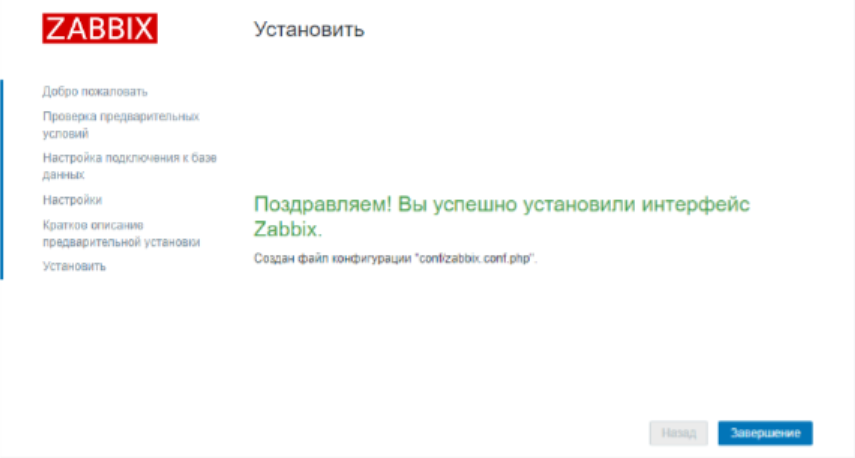 ZABBIX
Установить
Добро пожаловать
Проверка предварительных
условий
Настройка подключения к базе
данных
Настройки
Краткое описание
предварительной установки
Установить
Поздравляем! Вы успешно установили интерфейс
Zabbix.
Создан файл конфигурации "conf/zabbix.conf.php".
Назад
Завершение